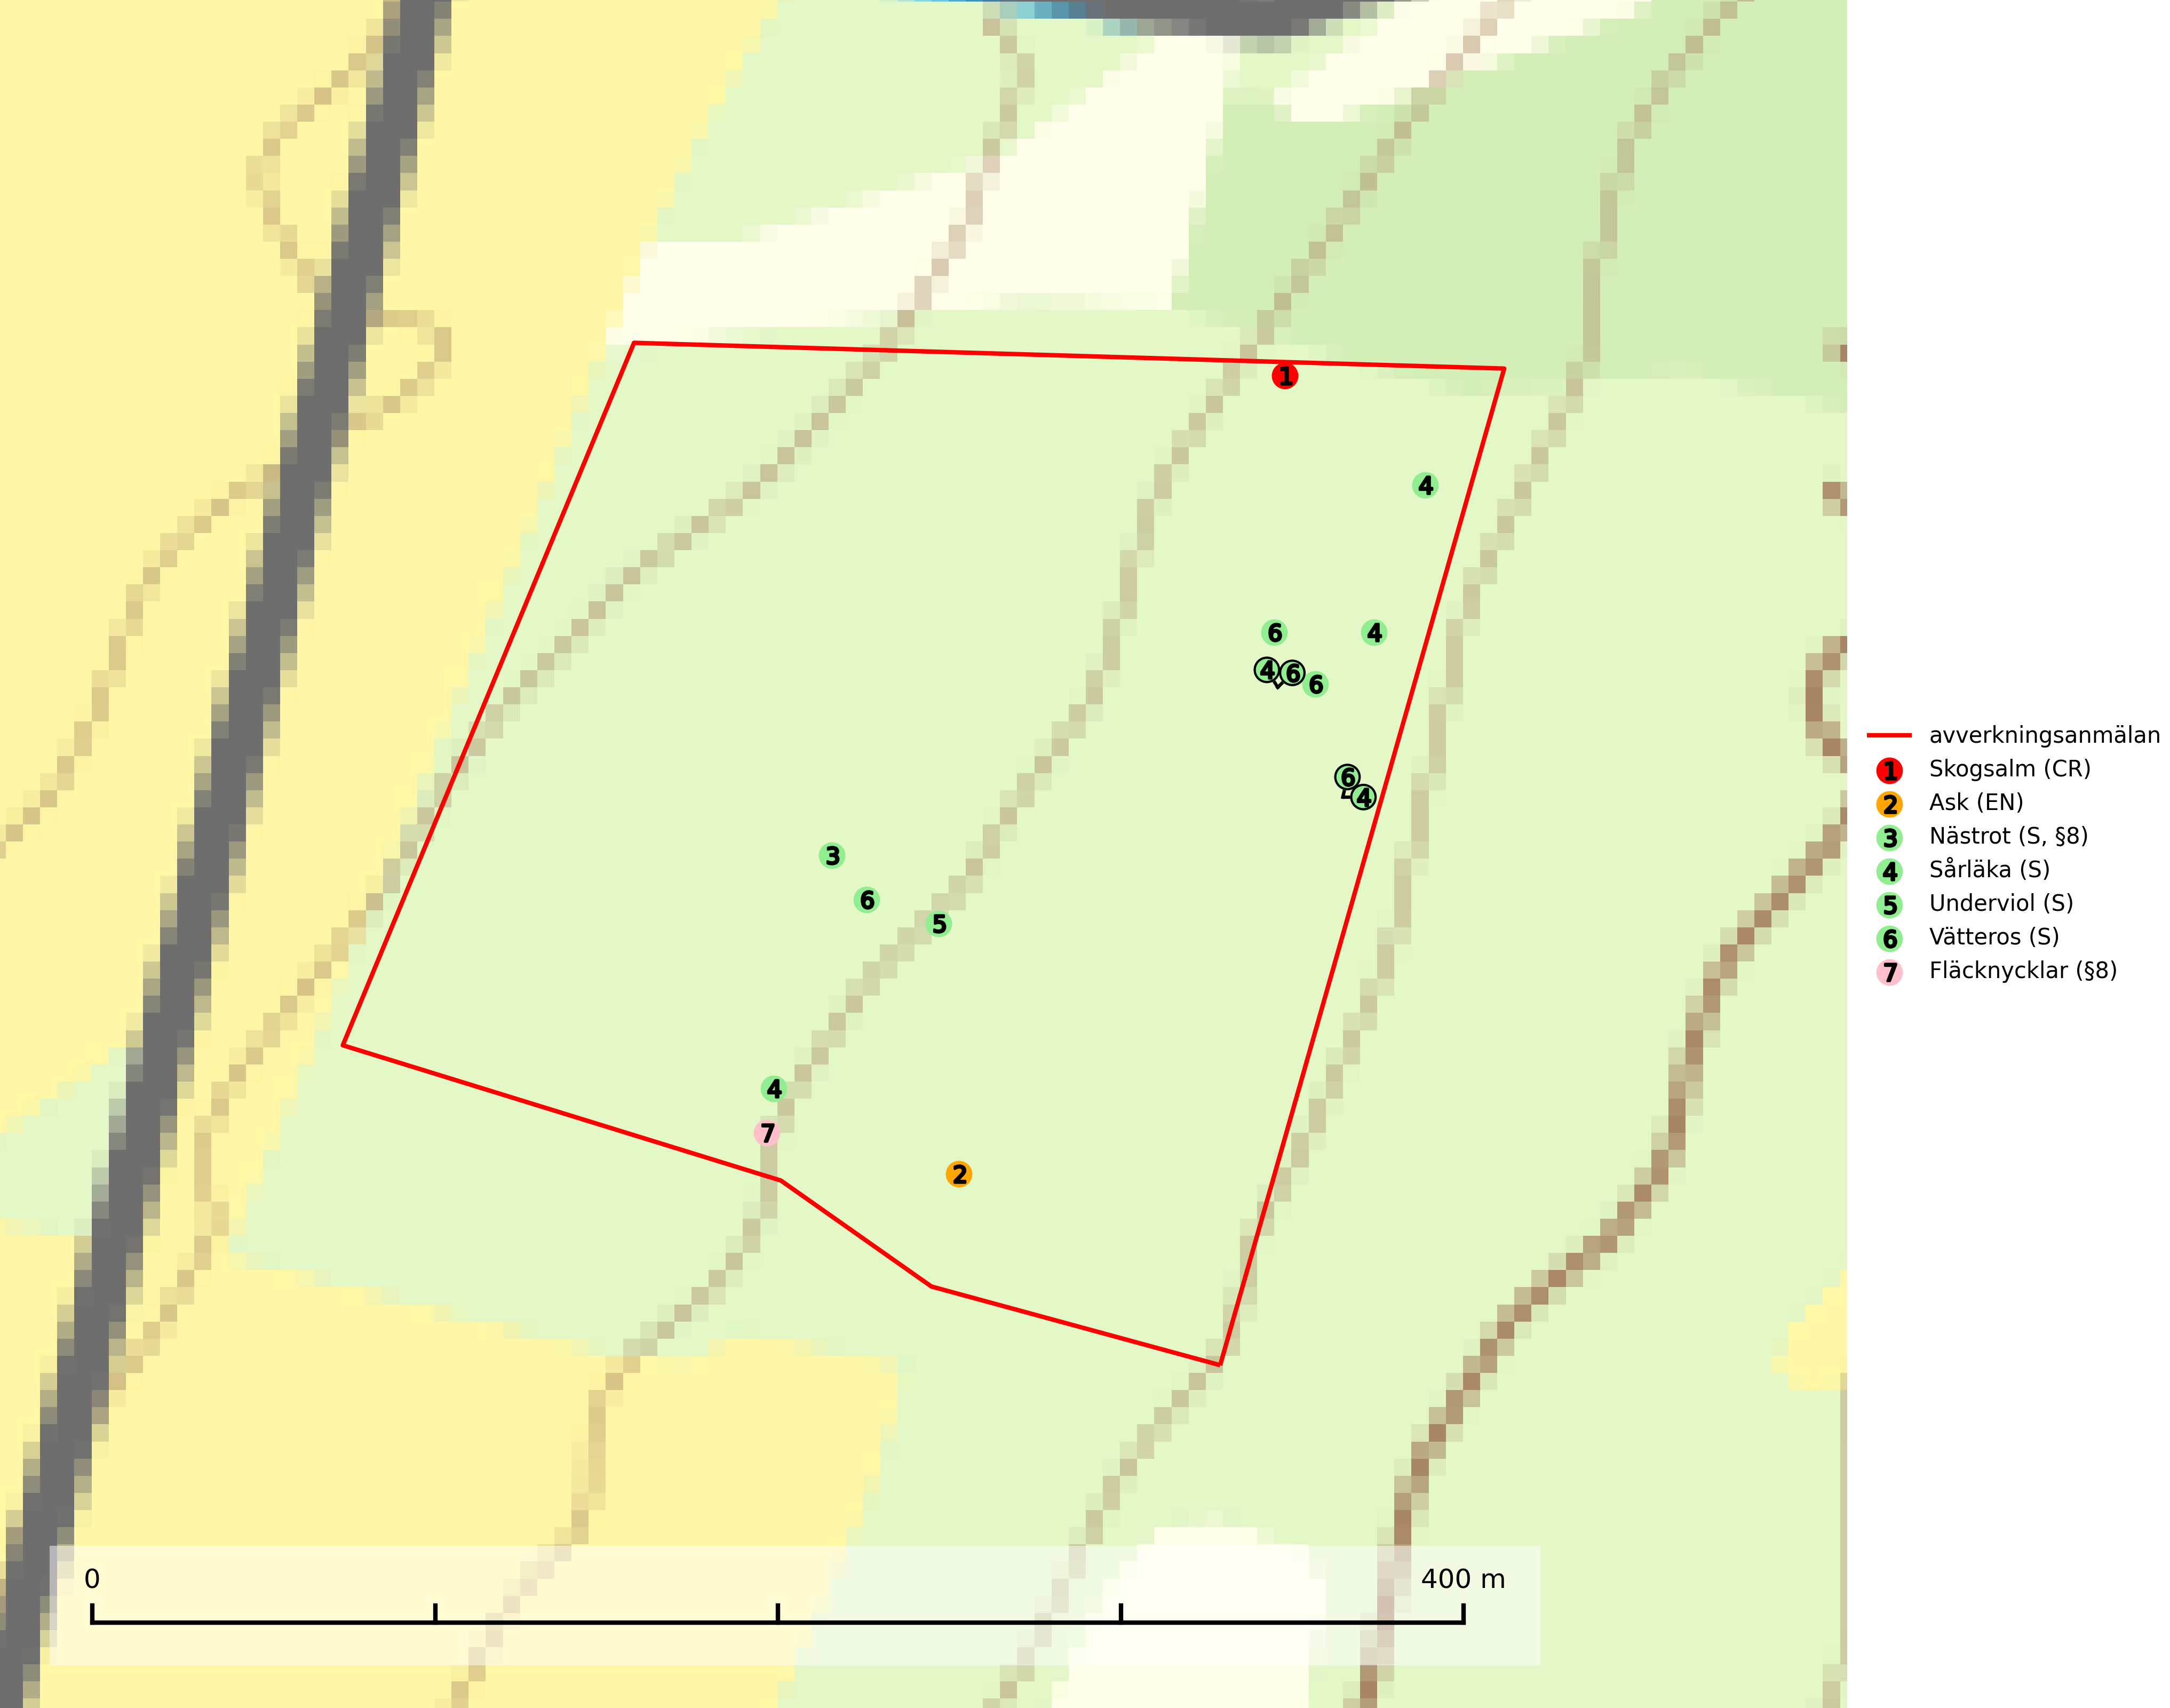 1
4
6
4
4
6
6
6
4
3
6
5
4
7
2
avverkningsanmälan
1 Skogsalm (CR)
2 Ask (EN)
3 Nästrot (S, §8)
4 Sårläka (S)
5 Underviol (S)
6 Vätteros (S)
7 Fläcknycklar (§8)
0 400 m